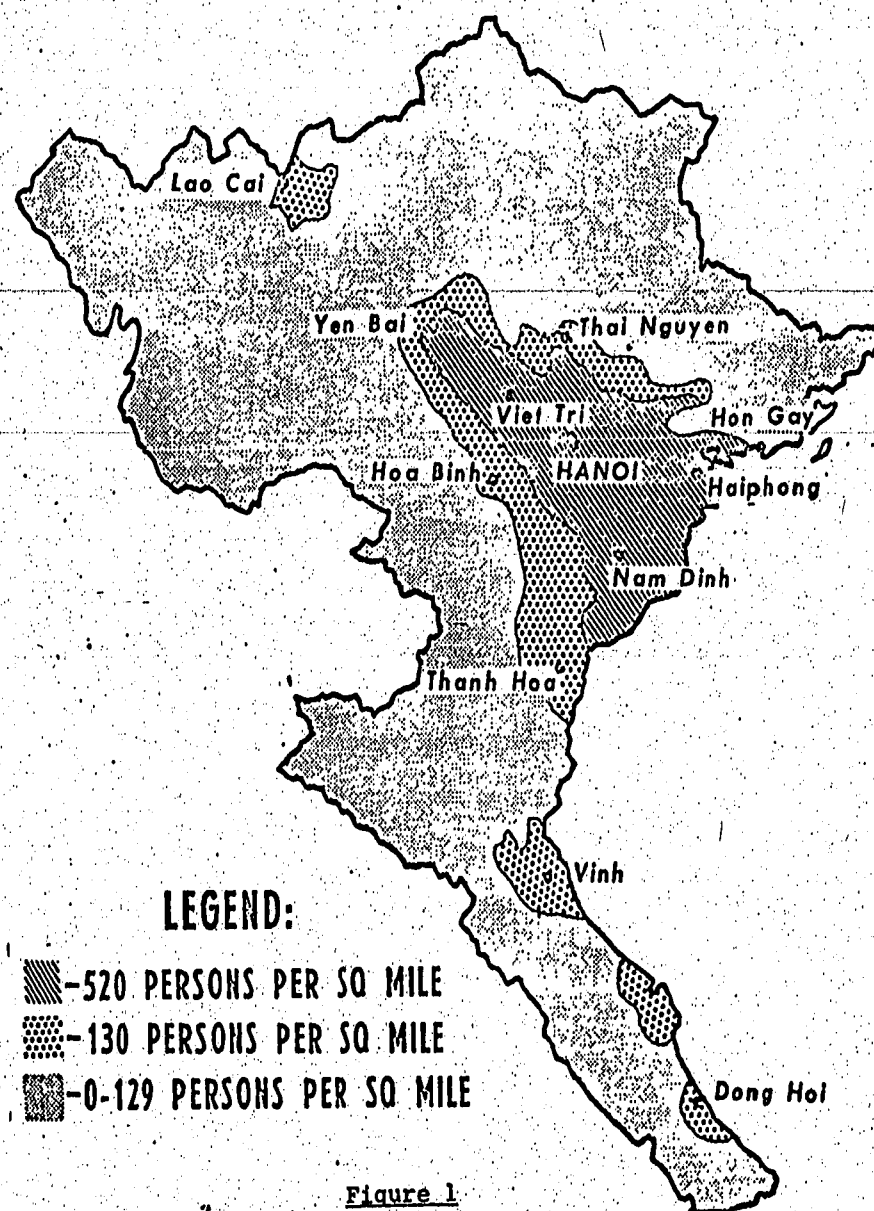 Lao Cai
Yen Bai
Thai Nguyen
Viet Tri
Hon Gay
Hoa Binh
HANOI
Haiphong
Nam Dinh
Thanh Hoa
Vinh
LEGEND:
-520 PERSONS PER SQ MILE
-130 PERSONS PER SQ MILE
-0-129 PERSONS PER SQ MILE
Dong Hoi
Figure 1